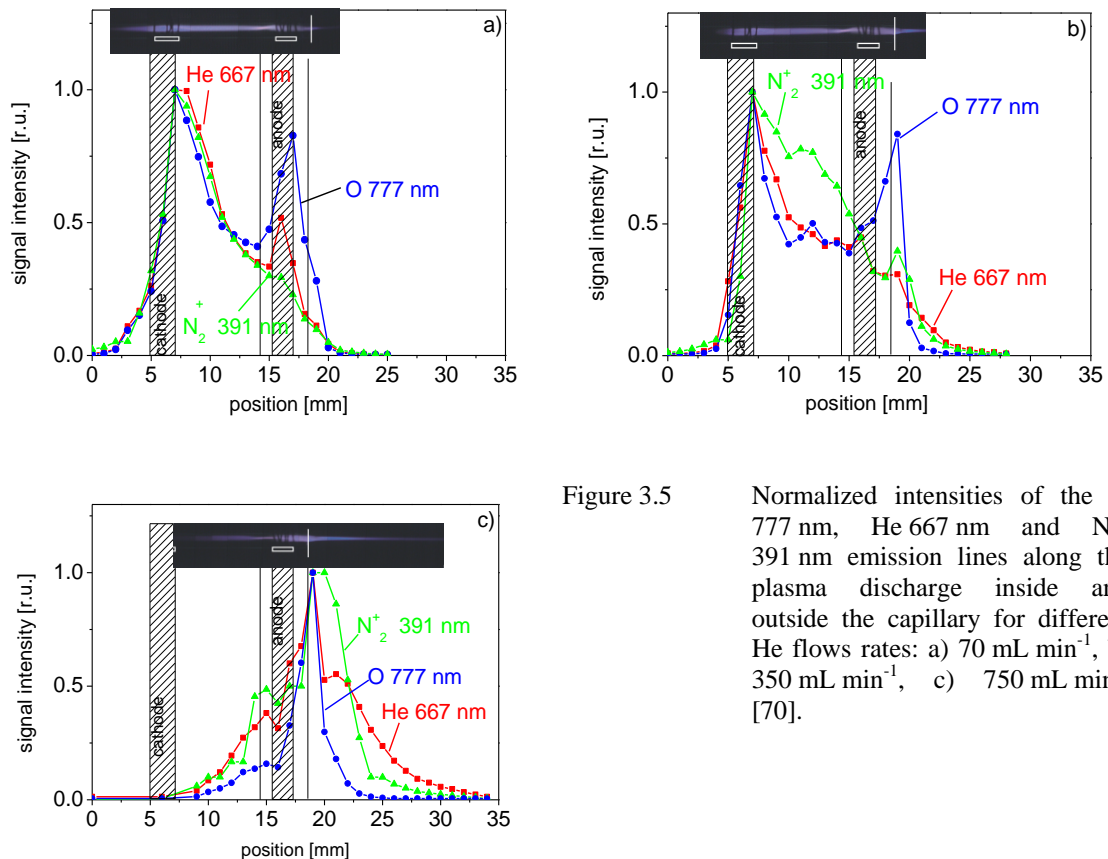 a)
1.0
0.5
0.0
signal intensity [r.u.]
He 667 nm
O 777 nm
N2+ 391 nm
cathode
anode
0 5 10 15 20 25 30 35
position [mm]
b)
1.0
0.5
0.0
signal intensity [r.u.]
N2+ 391 nm
O 777 nm
He 667 nm
cathode
anode
0 5 10 15 20 25 30 35
position [mm]
c)
1.0
0.5
0.0
signal intensity [r.u.]
N2+ 391 nm
O 777 nm
He 667 nm
cathode
anode
0 5 10 15 20 25 30 35
position [mm]
Figure 3.5 Normalized intensities of the
777 nm, He 667 nm and N
391 nm emission lines along th
plasma discharge inside an
outside the capillary for differe
He flows rates: a) 70 mL min-1,
350 mL min-1, c) 750 mL min
[70].